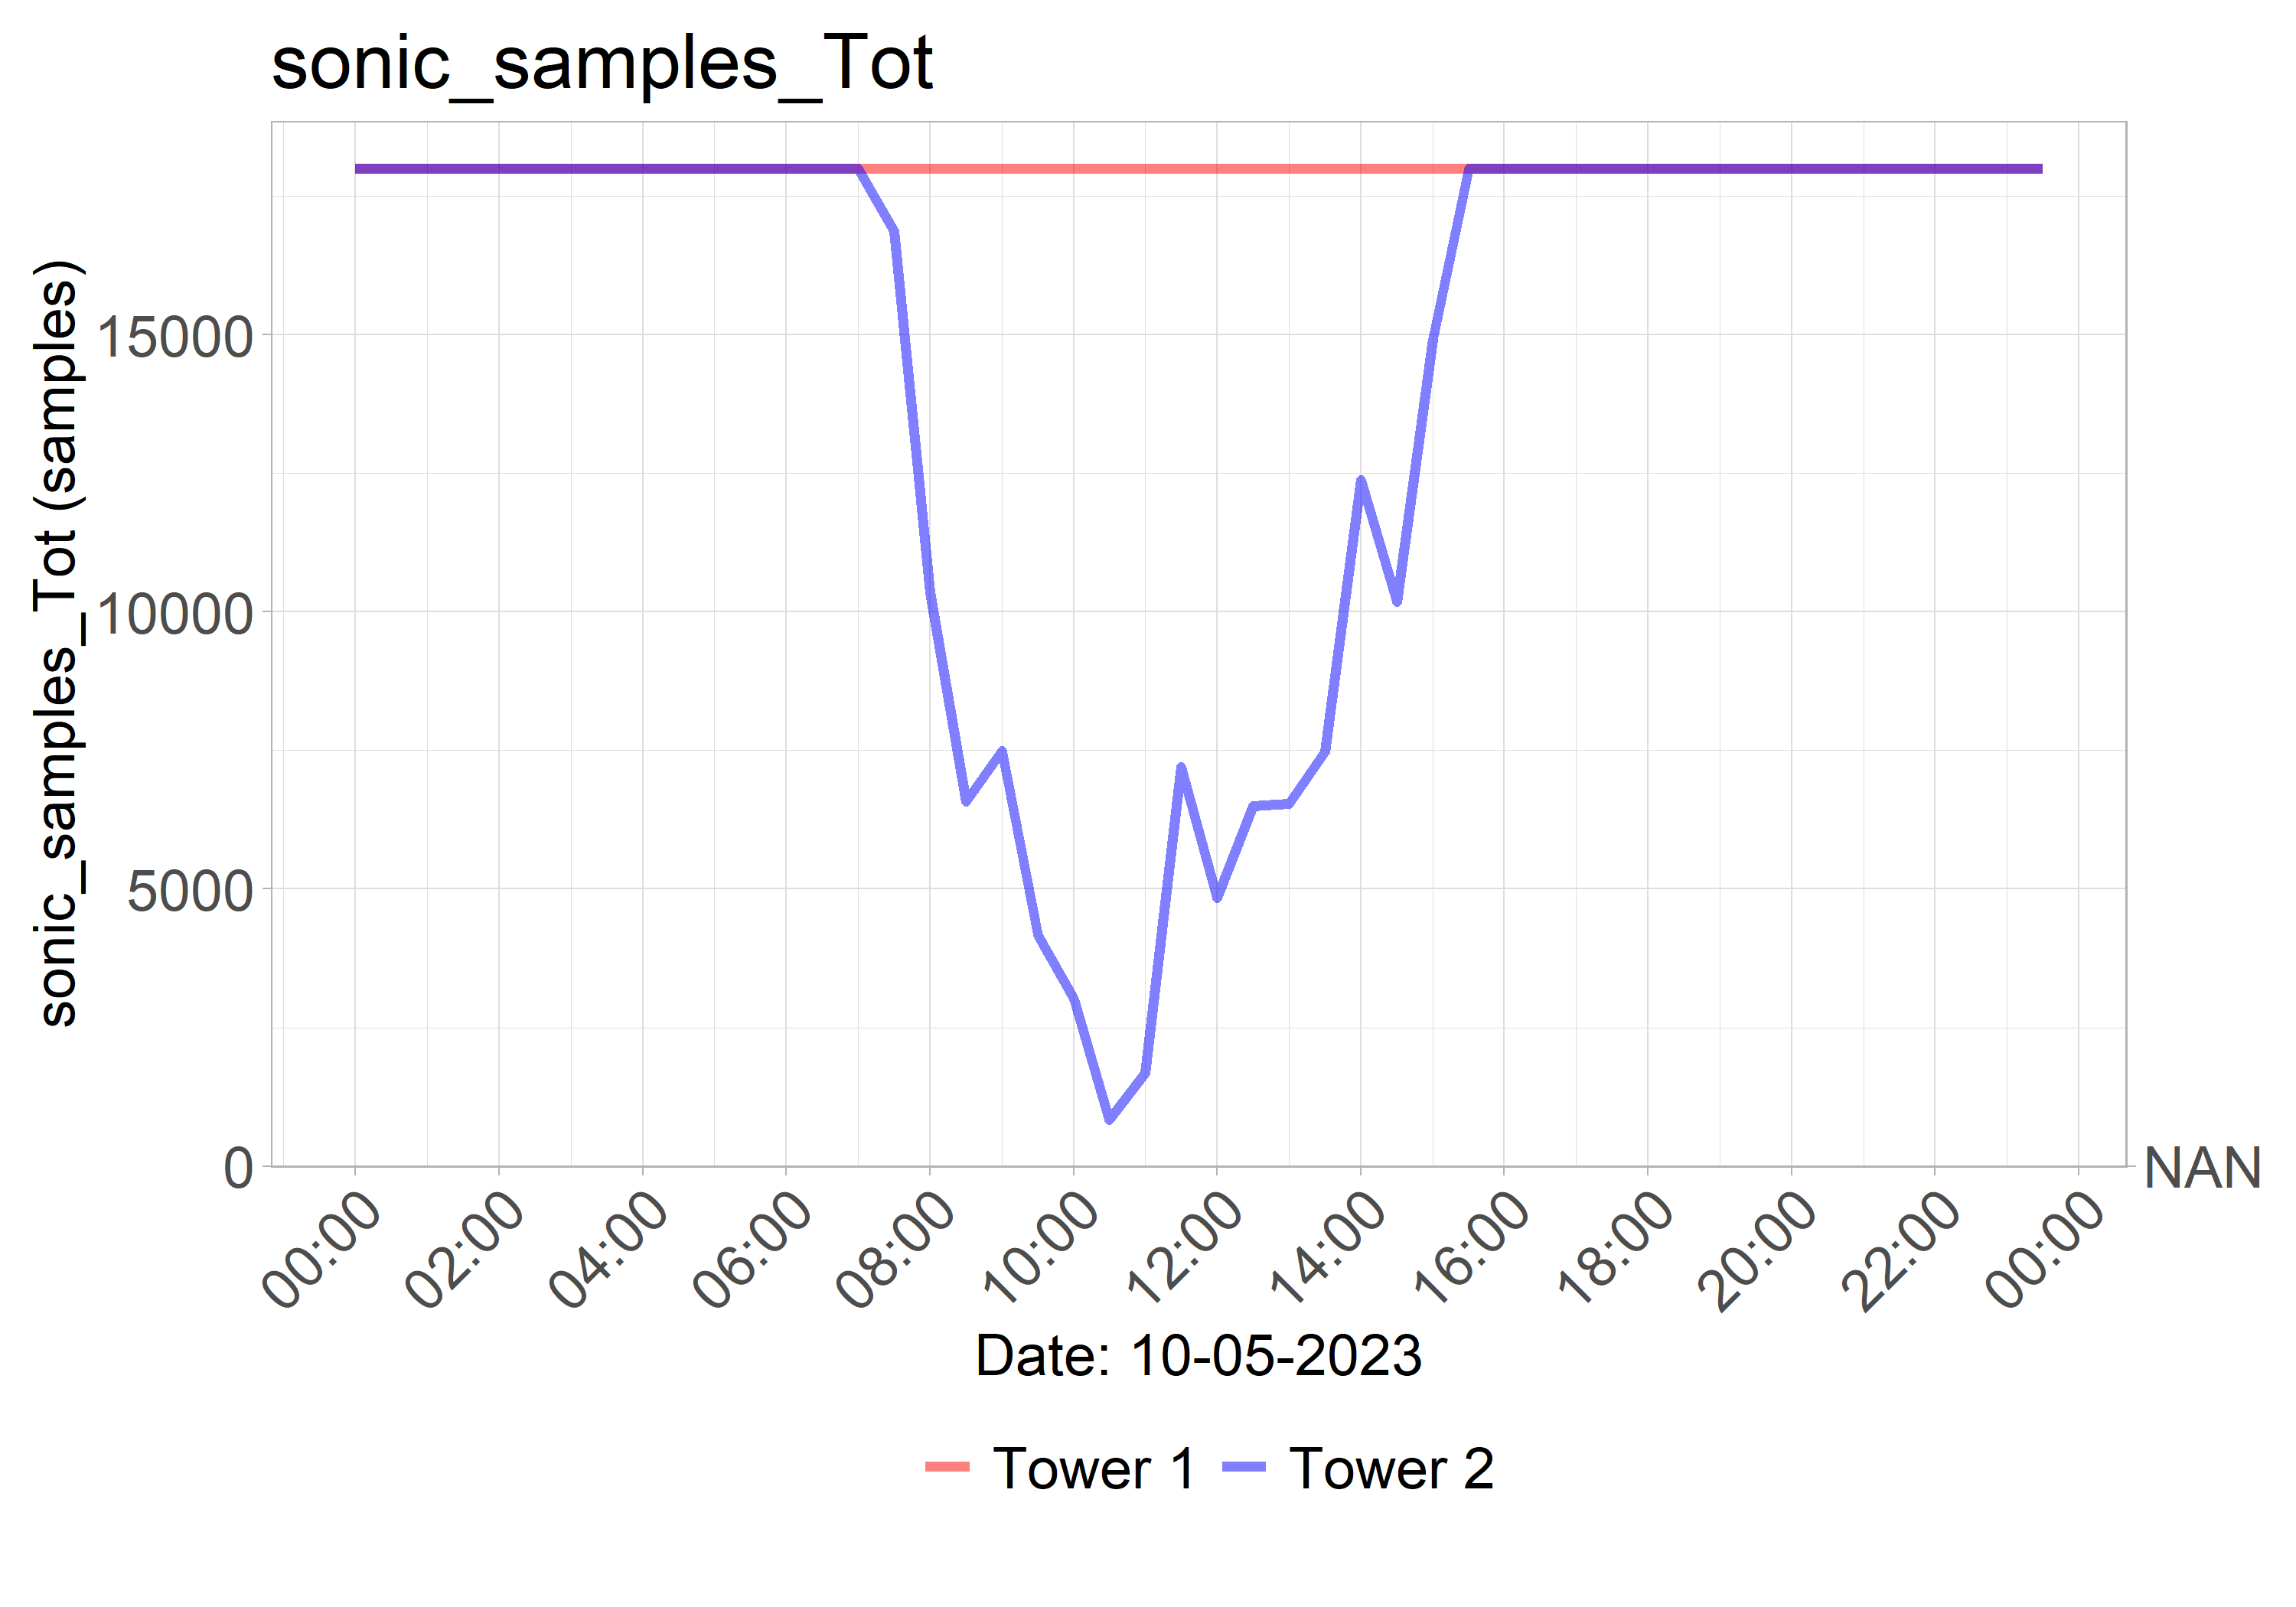 sonic_samples_Tot
sonic_samples_Tot (samples)
15000
10000
5000
0
NAN
00:00 02:00 04:00 06:00 08:00 10:00 12:00 14:00 16:00 18:00 20:00 22:00 00:00
Date: 10-05-2023
Tower 1 Tower 2